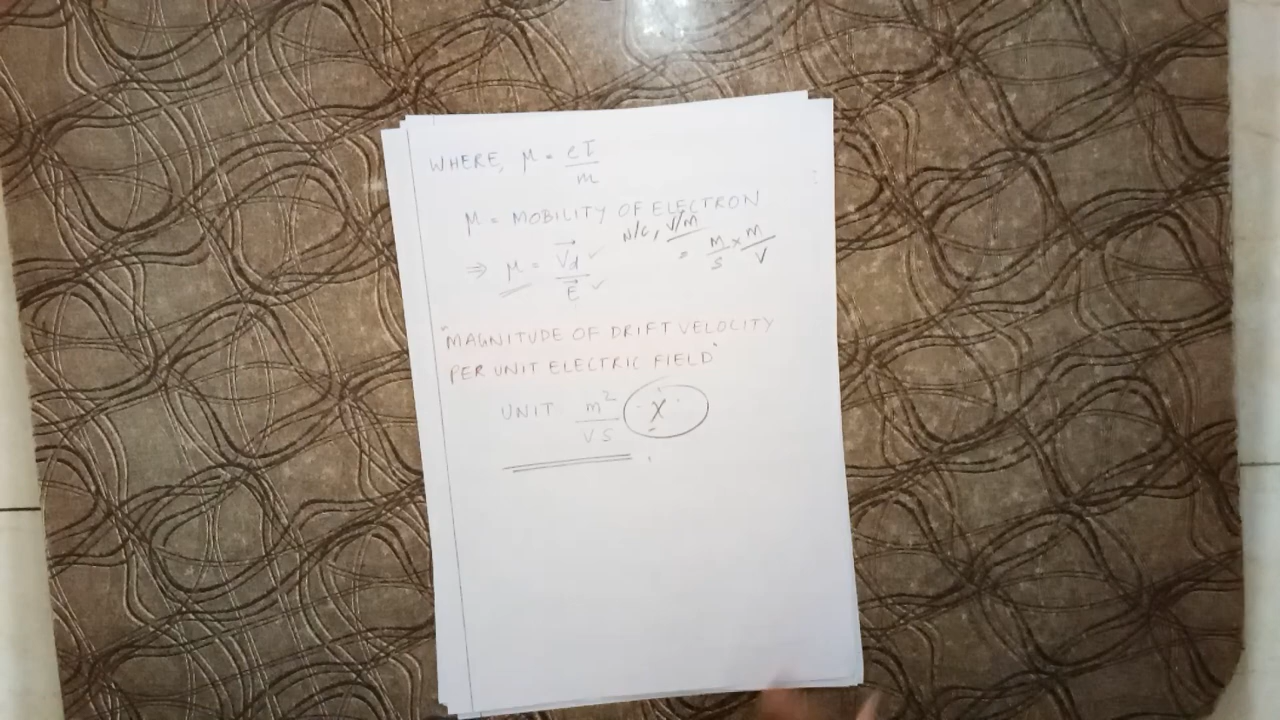 WHERE, μ = eτ/m
μ = MOBILITY OF ELECTRON
N/C, V/m
⇒ μ = V⃗d ✓ / E⃗ ✓ = m/s × m/V
"MAGNITUDE OF DRIFT VELOCITY
PER UNIT ELECTRIC FIELD"
UNIT m²/VS X